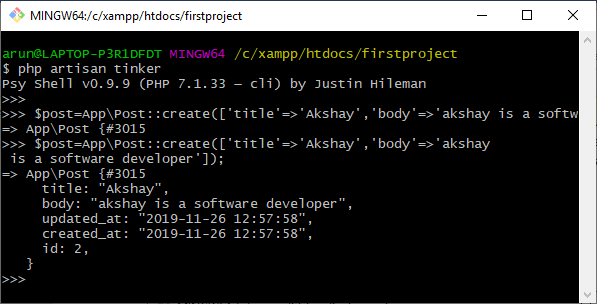 MINGW64:/c/xampp/htdocs/firstproject
arun@LAPTOP-P3R1DFDT MINGW64 /c/xampp/htdocs/firstproject
$ php artisan tinker
Psy Shell v0.9.9 (PHP 7.1.33 — cli) by Justin Hileman
>>>
>>> $post=App\Post::create(['title'=>'Akshay','body'=>'akshay is a softw
=> App\Post {#3015
>>> $post=App\Post::create(['title'=>'Akshay','body'=>'akshay
 is a software developer']);
=> App\Post {#3015
     title: "Akshay",
     body: "akshay is a software developer",
     updated_at: "2019-11-26 12:57:58",
     created_at: "2019-11-26 12:57:58",
     id: 2,
   }
>>>